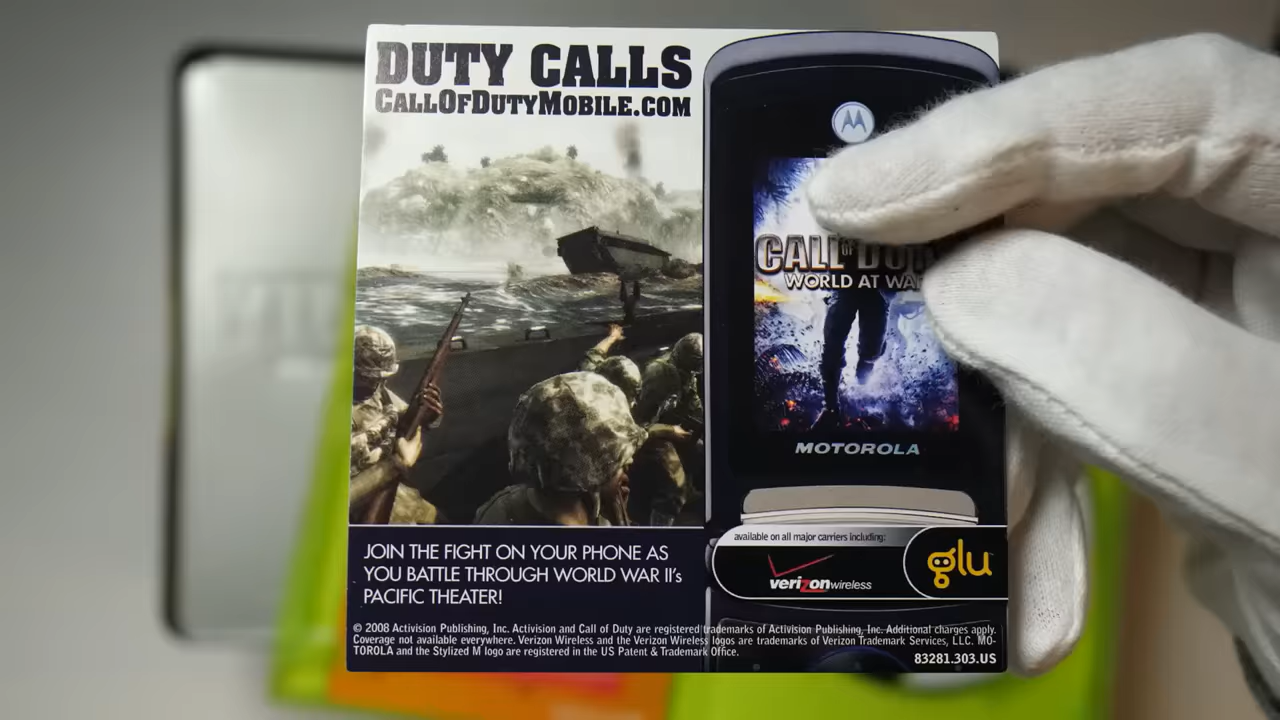 DUTY CALLS
CALLOFDUTYMOBILE.COM
CALL OF DU
WORLD AT WA
MOTOROLA
available on all major carriers including:
verizonwireless
glu
JOIN THE FIGHT ON YOUR PHONE AS
YOU BATTLE THROUGH WORLD WAR II's
PACIFIC THEATER!
© 2008 Activision Publishing, Inc. Activision and Call of Duty are registered trademarks of Activision Publishing, Inc. Additional charges apply.
Coverage not available everywhere. Verizon Wireless and the Verizon Wireless logos are trademarks of Verizon Trademark Services, LLC. MO-
TOROLA and the Stylized M logo are registered in the US Patent & Trademark Office.
83281.303.US